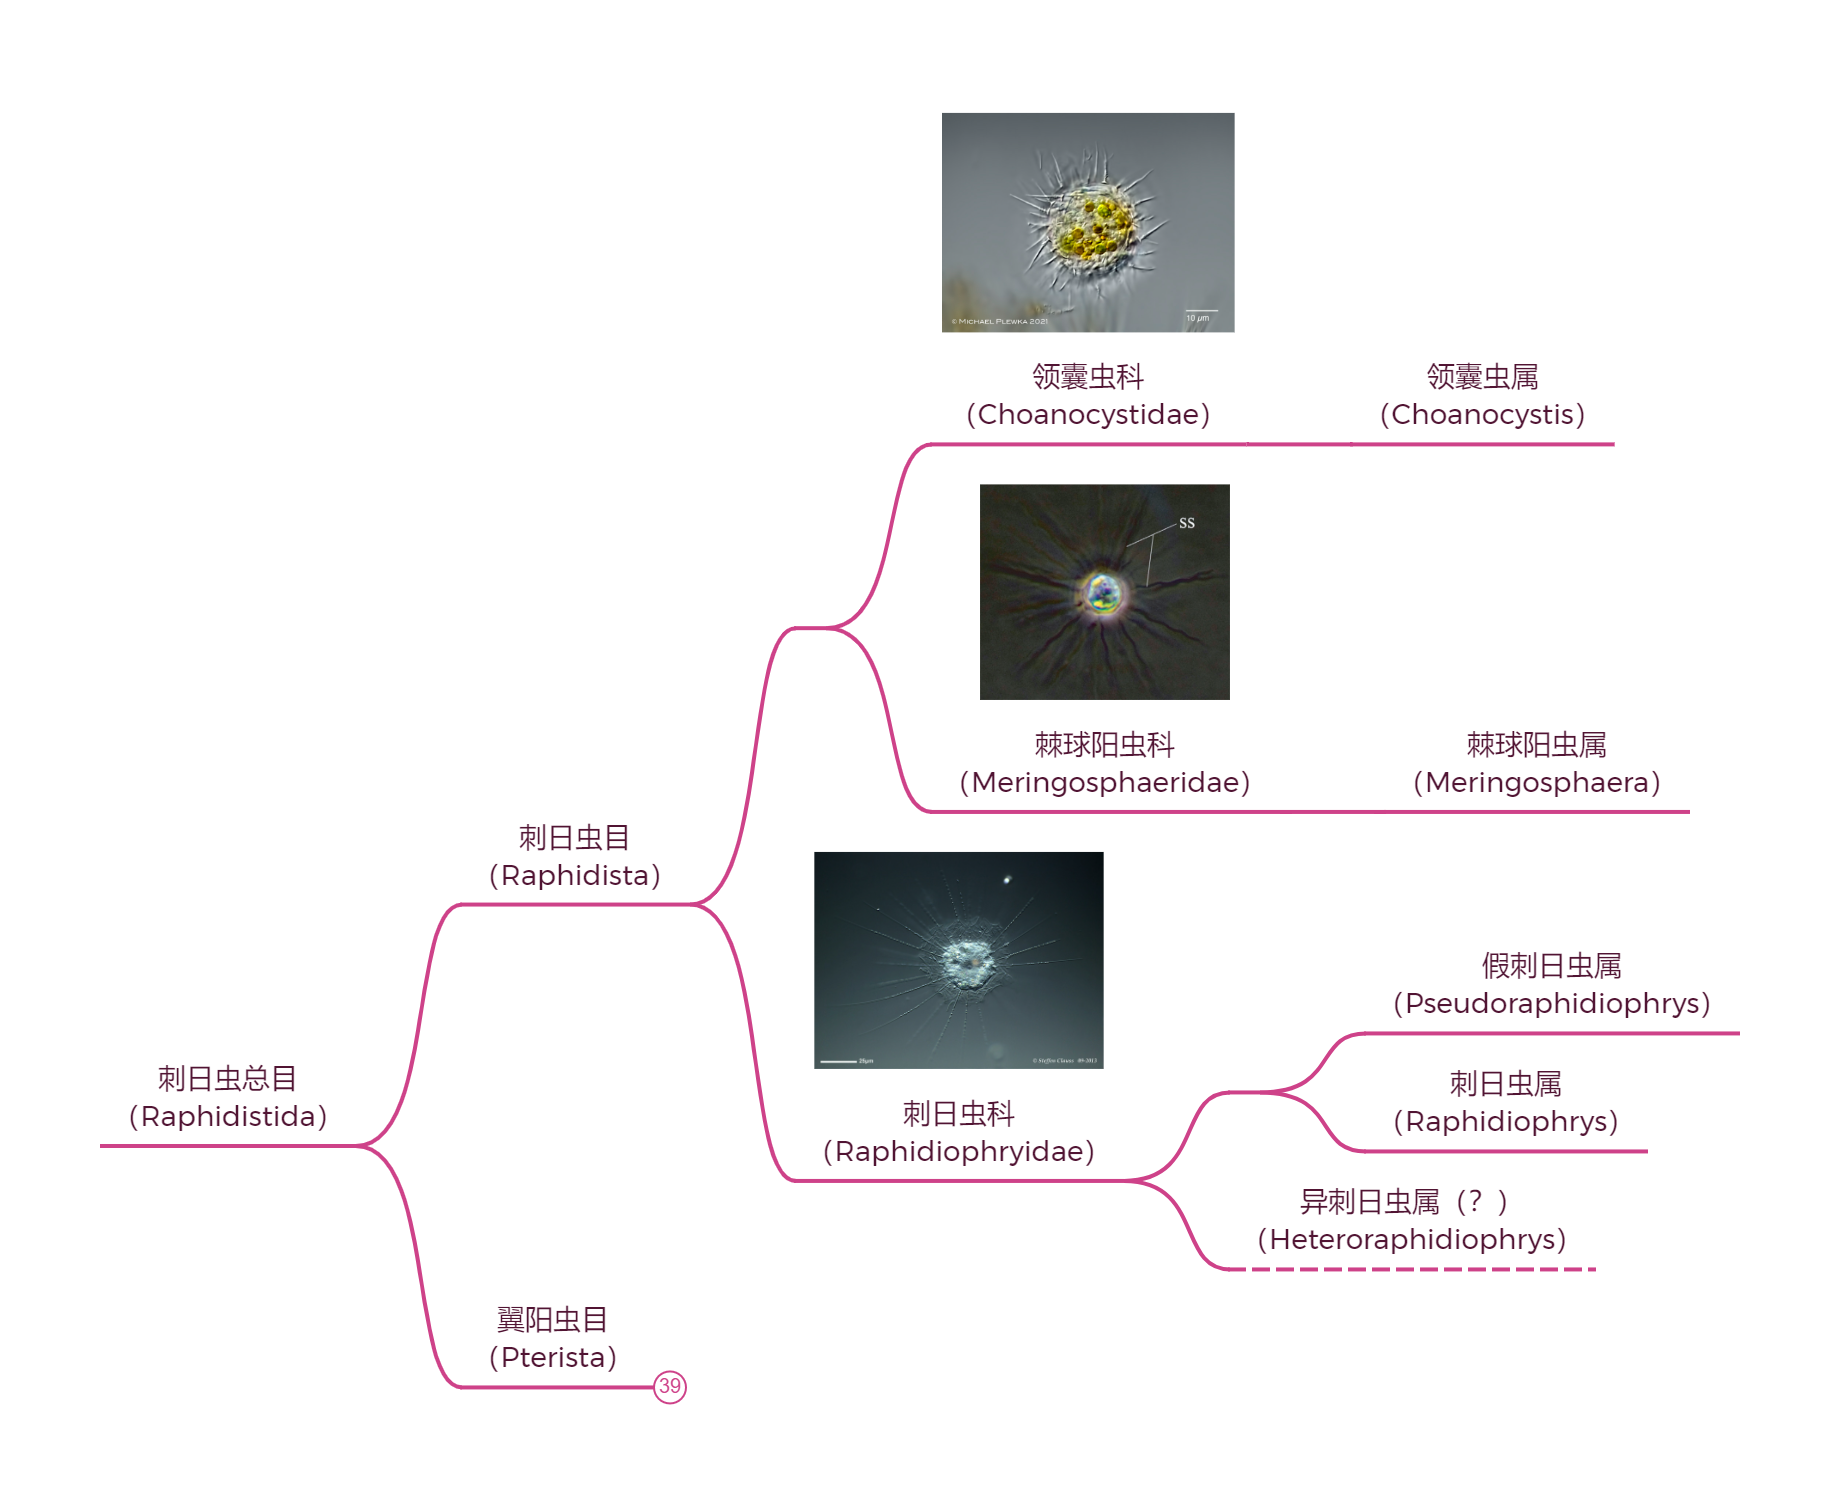 © MICHAEL PLEWKA 2021
10 µm
领囊虫科
(Choanocystidae)
领囊虫属
(Choanocystis)
SS
棘球阳虫科
(Meringosphaeridae)
棘球阳虫属
(Meringosphaera)
刺日虫目
(Raphidista)
25µm
© Steffen Clauss 09-2013
假刺日虫属
(Pseudoraphidiophrys)
刺日虫总目
(Raphidistida)
刺日虫科
(Raphidiophryidae)
刺日虫属
(Raphidiophrys)
异刺日虫属（？）
(Heteroraphidiophrys)
翼阳虫目
(Pterista)
39